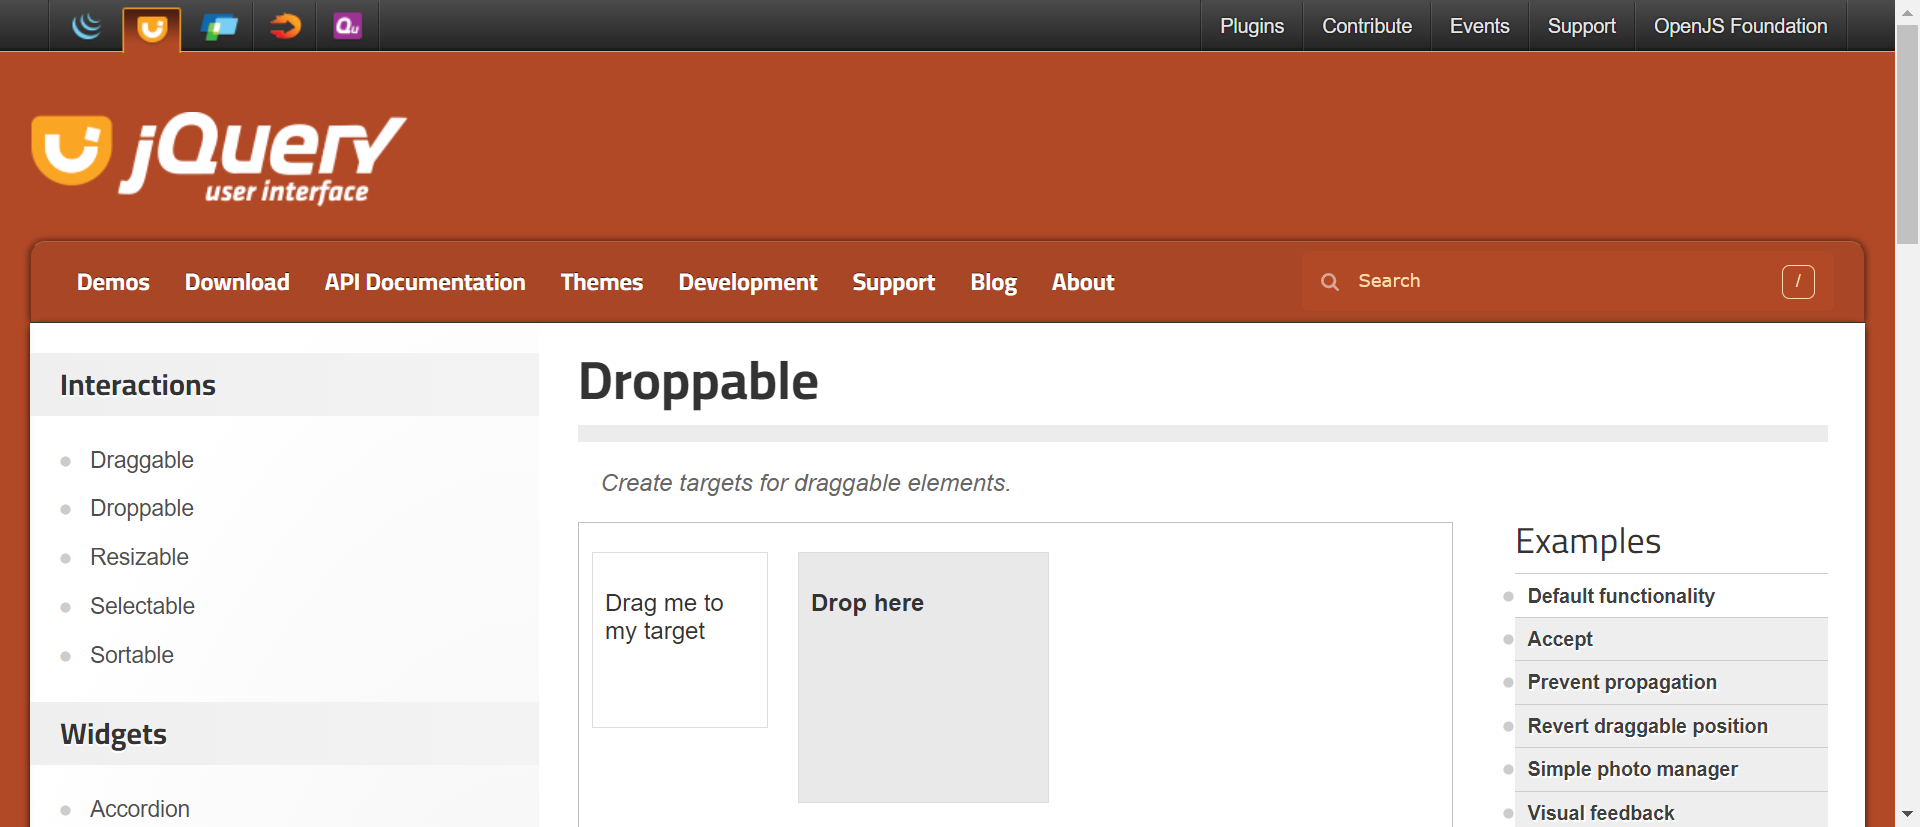 Qu
Plugins
Contribute
Events
Support
OpenJS Foundation
jQuery
user interface
Demos
Download
API Documentation
Themes
Development
Support
Blog
About
Search
/
Interactions
Draggable
Droppable
Resizable
Selectable
Sortable
Widgets
Accordion
Droppable
Create targets for draggable elements.
Drag me to
my target
Drop here
Examples
Default functionality
Accept
Prevent propagation
Revert draggable position
Simple photo manager
Visual feedback